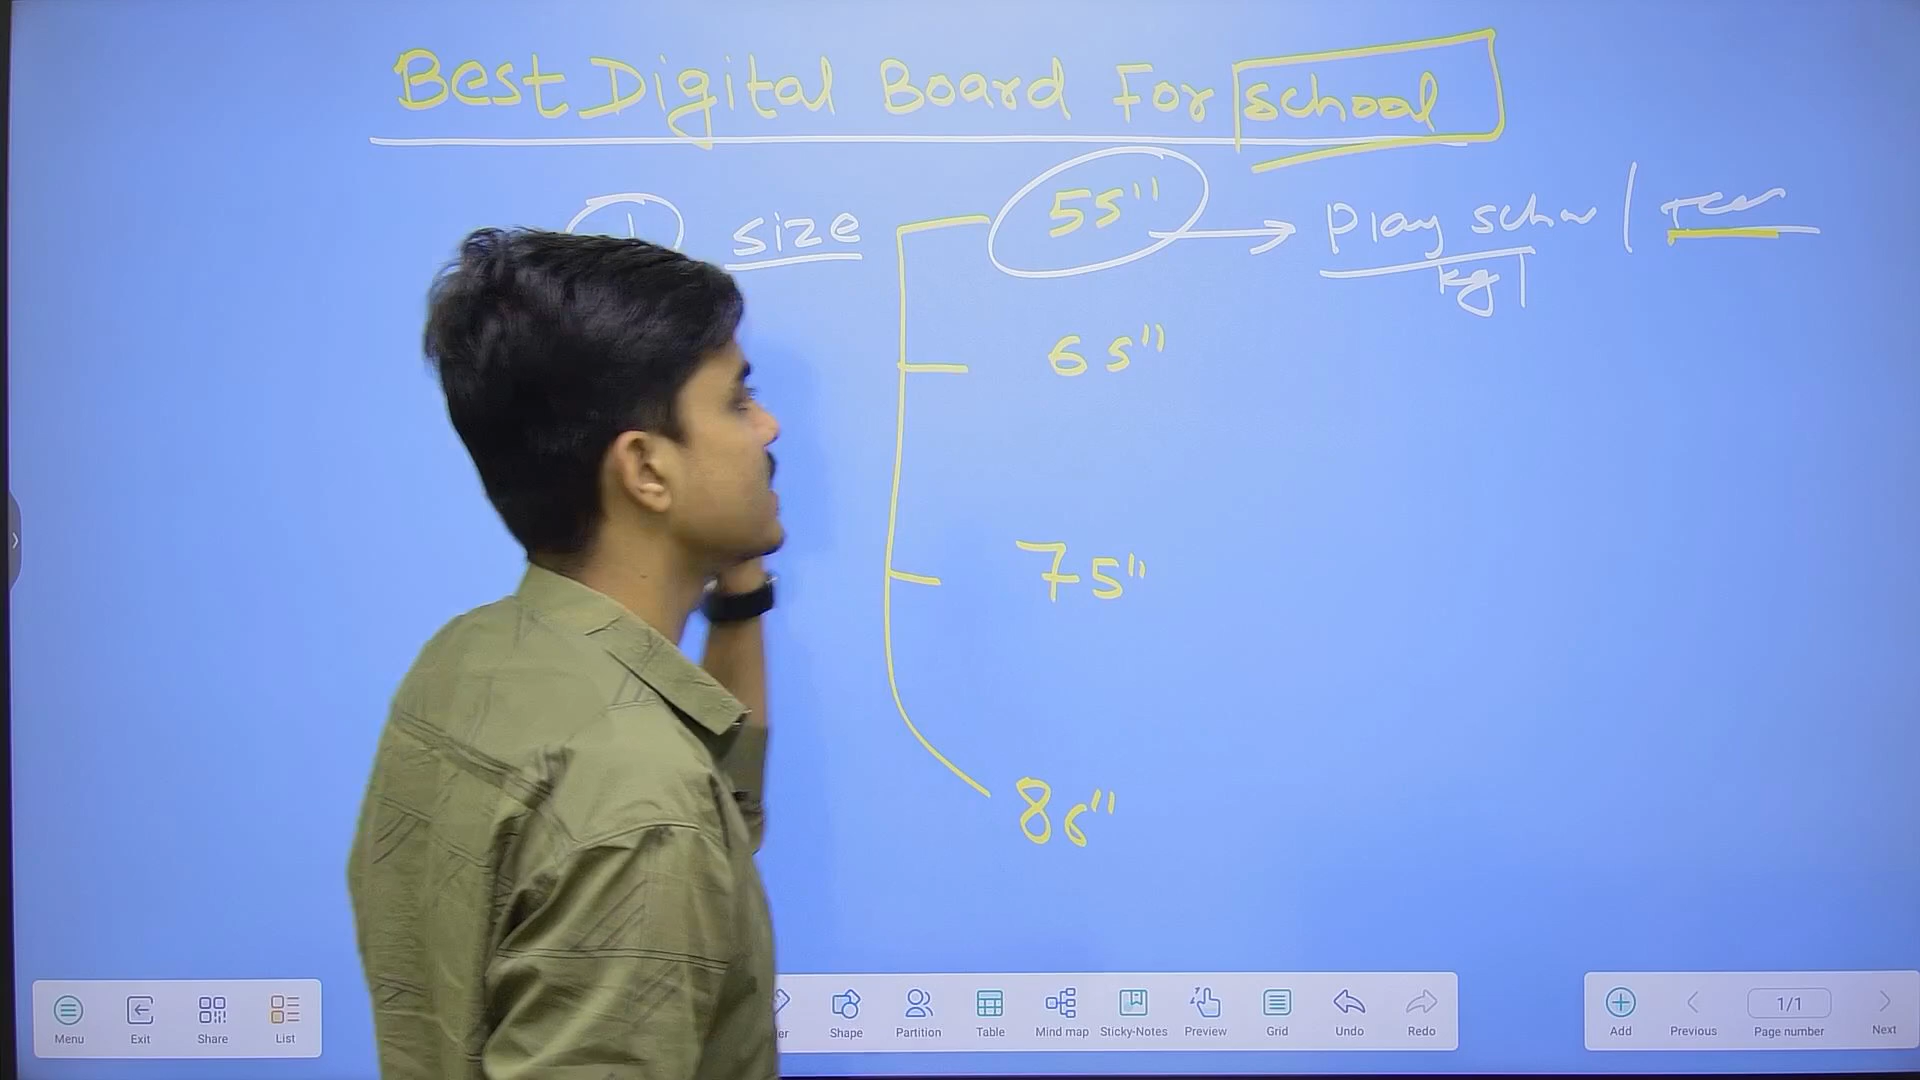 Best Digital Board For school
1 size 55" Play
kg
65"
75"
86"
Menu Exit Share List Shape Partition Table Mind map Sticky-Notes Preview Grid Undo Redo Add Previous 1/1 Page number Next